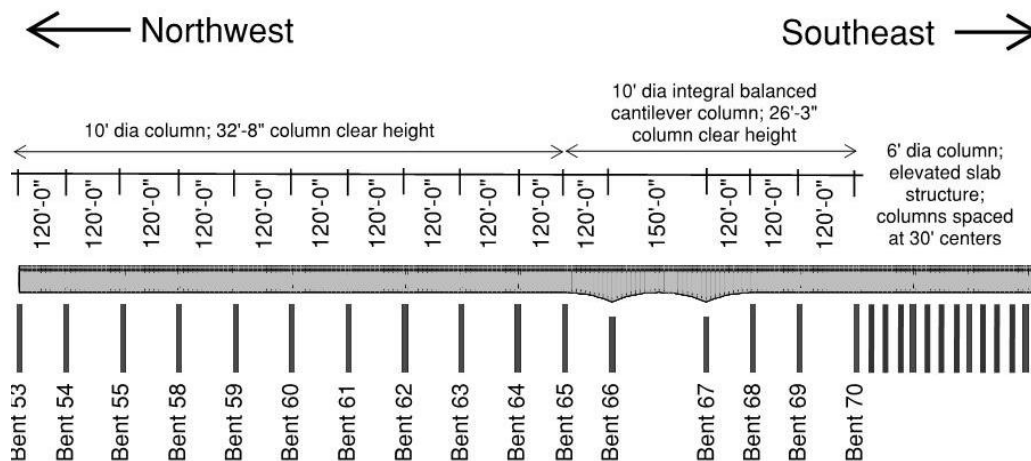 Northwest
Southeast
10' dia column; 32'-8" column clear height
10' dia integral balanced
cantilever column; 26'-3"
column clear height
6' dia column;
elevated slab
structure;
columns spaced
at 30' centers
120'-0"
120'-0"
120'-0"
120'-0"
120'-0"
120'-0"
120'-0"
120'-0"
120'-0"
120'-0"
120'-0"
150'-0"
120'-0"
120'-0"
120'-0"
Bent 53
Bent 54
Bent 55
Bent 58
Bent 59
Bent 60
Bent 61
Bent 62
Bent 63
Bent 64
Bent 65
Bent 66
Bent 67
Bent 68
Bent 69
Bent 70